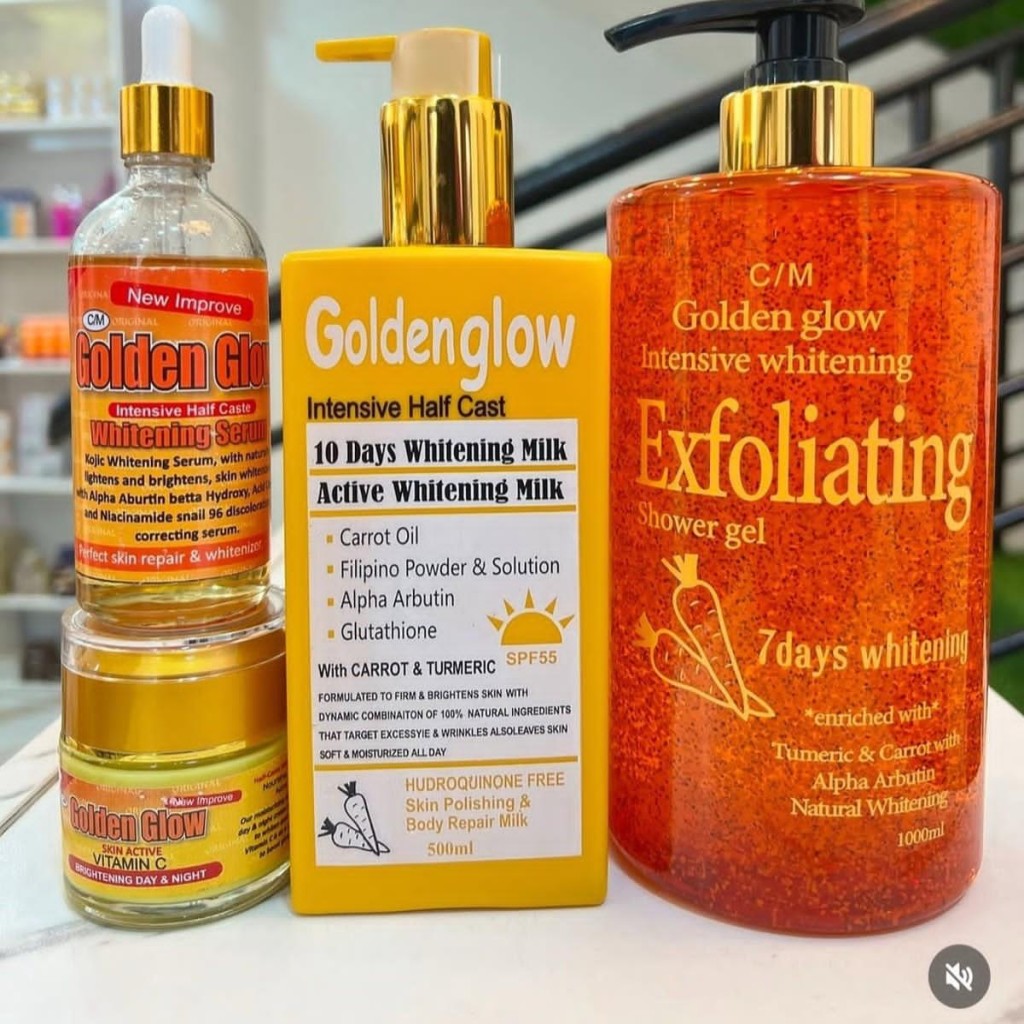 New Improve
C/M
ORIGINAL
Golden Glo
Intensive Half Caste
Whitening Serum
Kojic Whitening Serum, with natura
lightens and brightens, skin whitene
with Alpha Aburtin betta Hydroxy, Acid
and Niacinamide snail 96 discolorat
correcting serum.
Perfect skin repair & whitenizer
ORIGINAL
New Improve
Golden Glow
SKIN ACTIVE
VITAMIN C
BRIGHTENING DAY & NIGHT
Goldenglow
Intensive Half Cast
10 Days Whitening Milk
Active Whitening Milk
Carrot Oil
Filipino Powder & Solution
Alpha Arbutin
Glutathione
SPF55
With CARROT & TURMERIC
FORMULATED TO FIRM & BRIGHTENS SKIN WITH
DYNAMIC COMBINAITON OF 100% NATURAL INGREDIENTS
THAT TARGET EXCESSYIE & WRINKLES ALSOLEAVES SKIN
SOFT & MOISTURIZED ALL DAY
HUDROQUINONE FREE
Skin Polishing &
Body Repair Milk
500ml
C/M
Golden glow
Intensive whitening
Exfoliating
Shower gel
7days whitening
*enriched with*
Tumeric & Carrot with
Alpha Arbutin
Natural Whitening
1000ml